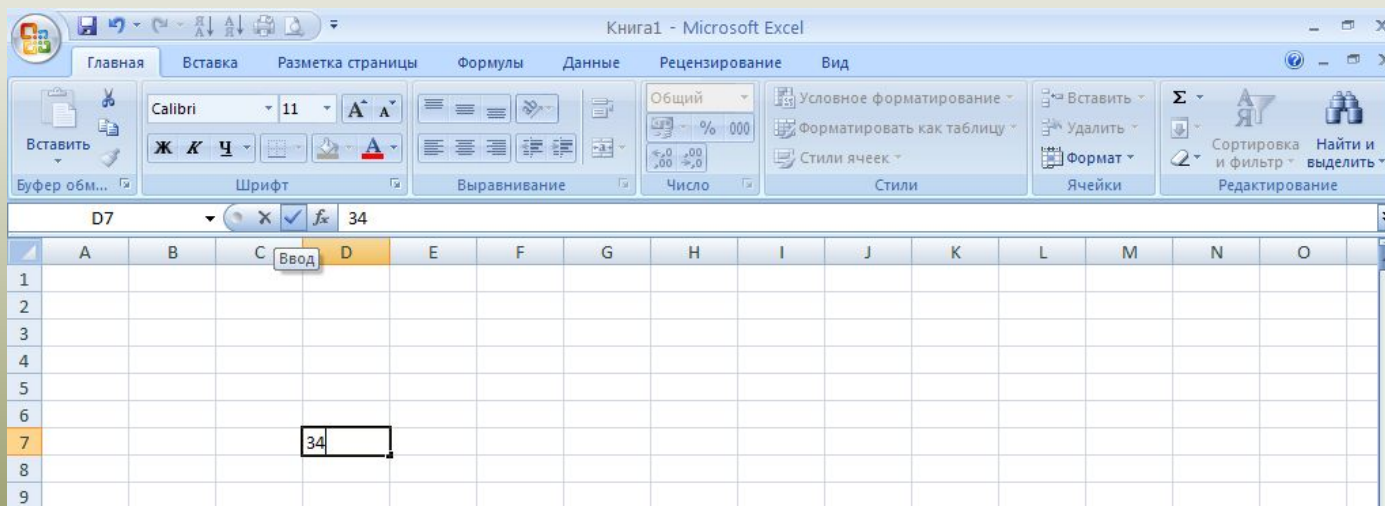 Книга1 - Microsoft Excel
Главная Вставка Разметка страницы Формулы Данные Рецензирование Вид
Вставить
Буфер обм...
Calibri 11
Ж К Ч
Шрифт
Выравнивание
Общий
% 000
Число
Условное форматирование
Форматировать как таблицу
Стили ячеек
Стили
Вставить
Удалить
Формат
Ячейки
Σ
Сортировка и фильтр
Найти и выделить
Редактирование
D7 fx 34
Ввод
A B C D E F G H I J K L M N O
1
2
3
4
5
6
7 34
8
9